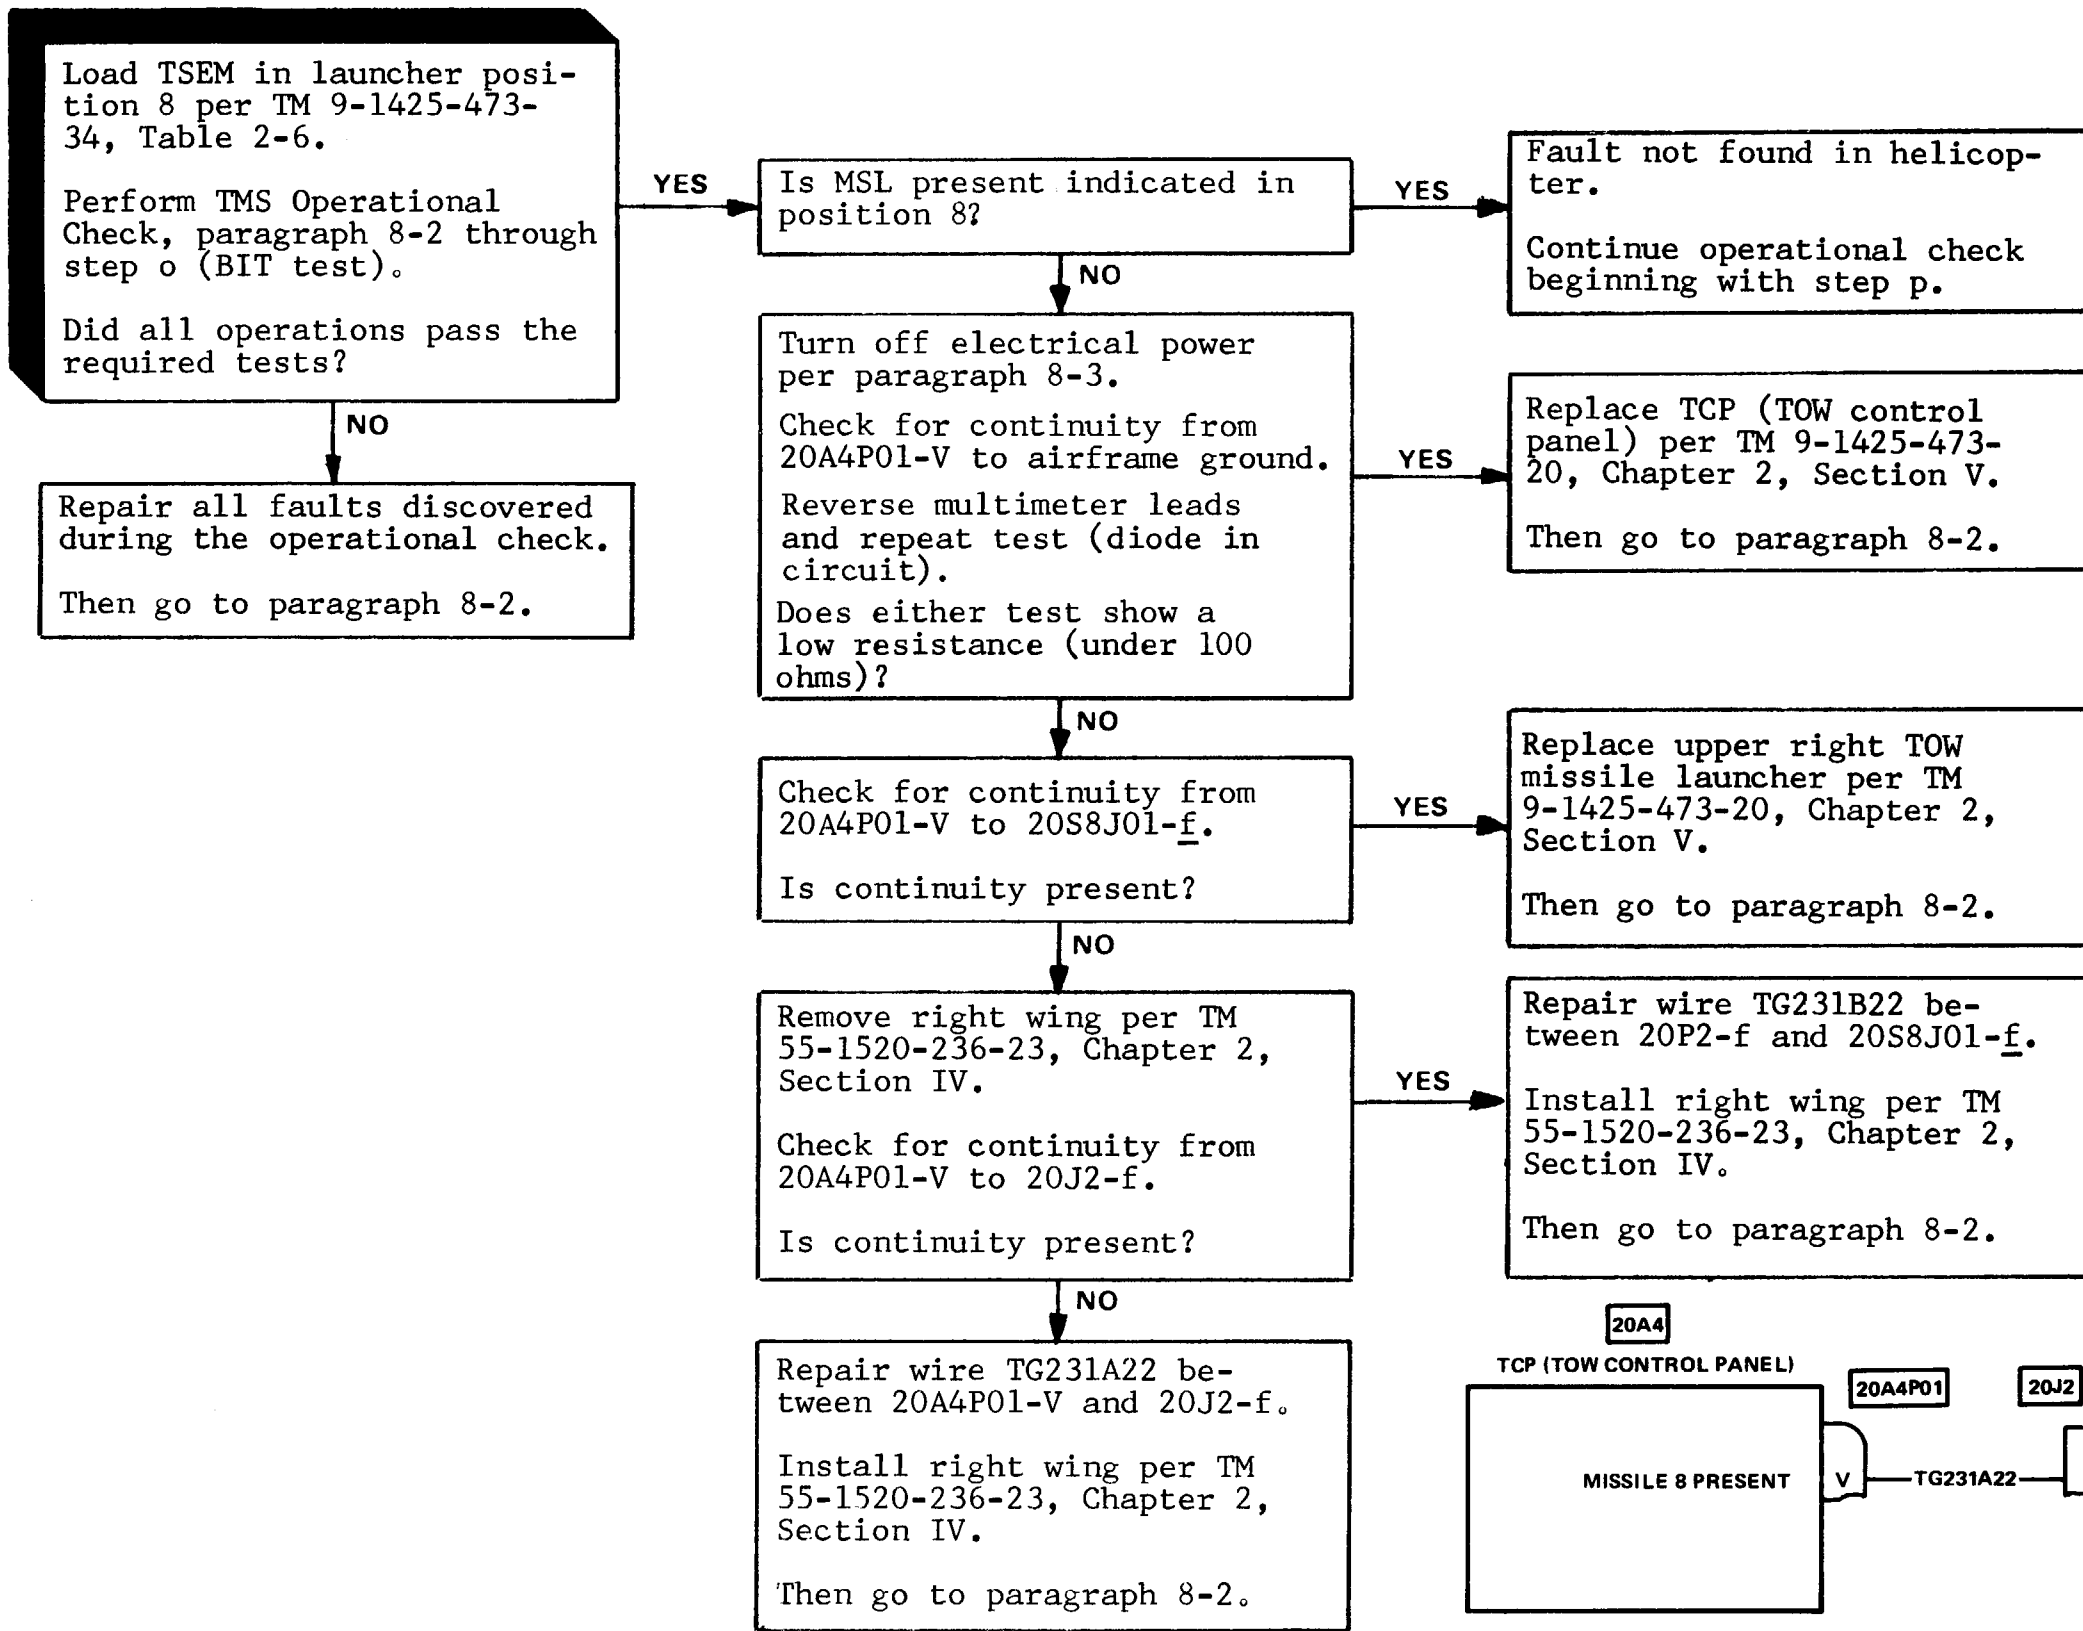 Load TSEM in launcher posi-
tion 8 per TM 9-1425-473-
34, Table 2-6.
Perform TMS Operational
Check, paragraph 8-2 through
step o (BIT test).
Did all operations pass the
required tests?
YES
NO
Repair all faults discovered
during the operational check.
Then go to paragraph 8-2.
Is MSL present indicated in
position 8?
YES
NO
Fault not found in helicop-
ter.
Continue operational check
beginning with step p.
Turn off electrical power
per paragraph 8-3.
Check for continuity from
20A4P01-V to airframe ground.
Reverse multimeter leads
and repeat test (diode in
circuit).
Does either test show a
low resistance (under 100
ohms)?
YES
NO
Replace TCP (TOW control
panel) per TM 9-1425-473-
20, Chapter 2, Section V.
Then go to paragraph 8-2.
Check for continuity from
20A4P01-V to 20S8J01-f.
Is continuity present?
YES
NO
Replace upper right TOW
missile launcher per TM
9-1425-473-20, Chapter 2,
Section V.
Then go to paragraph 8-2.
Remove right wing per TM
55-1520-236-23, Chapter 2,
Section IV.
Check for continuity from
20A4P01-V to 20J2-f.
Is continuity present?
YES
NO
Repair wire TG231B22 be-
tween 20P2-f and 20S8J01-f.
Install right wing per TM
55-1520-236-23, Chapter 2,
Section IV.
Then go to paragraph 8-2.
Repair wire TG231A22 be-
tween 20A4P01-V and 20J2-f.
Install right wing per TM
55-1520-236-23, Chapter 2,
Section IV.
Then go to paragraph 8-2.
20A4
TCP (TOW CONTROL PANEL)
20A4P01
20J2
MISSILE 8 PRESENT
V
TG231A22